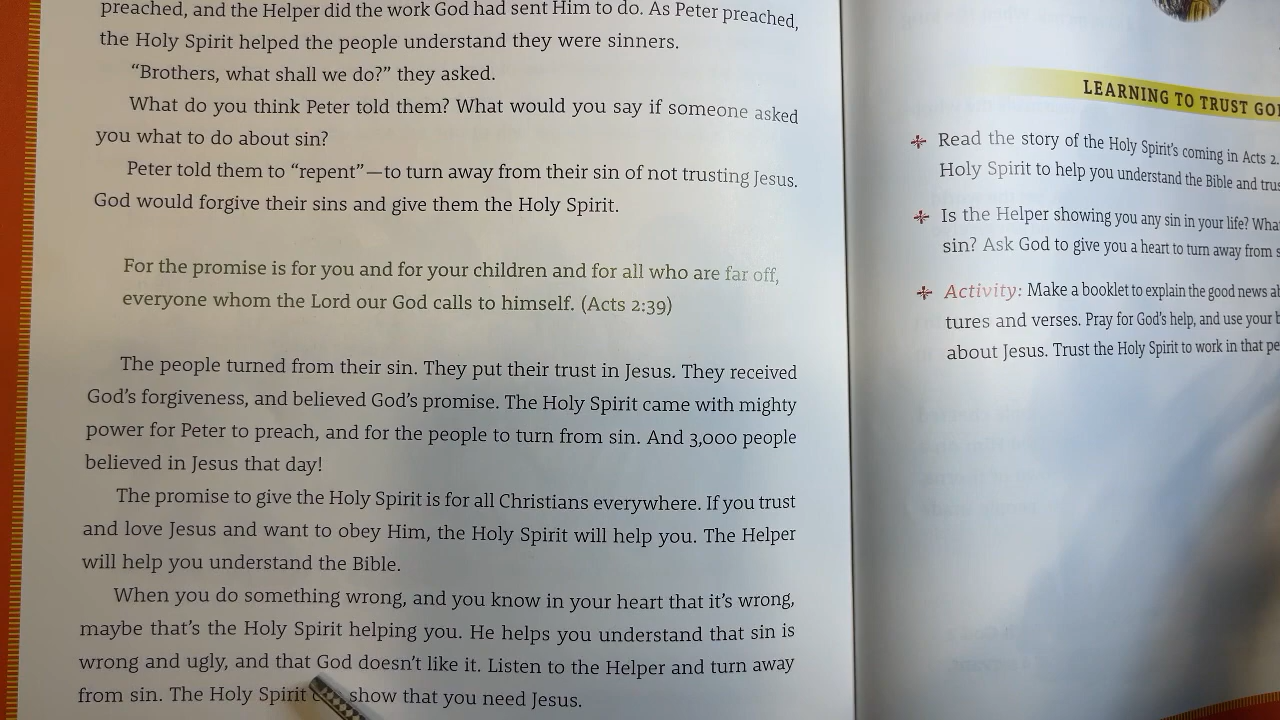 preached, and the Helper did the work God had sent Him to do. As Peter preached,
the Holy Spirit helped the people understand they were sinners.
“Brothers, what shall we do?” they asked.
What do you think Peter told them? What would you say if someone asked
you what to do about sin?
Peter told them to “repent”—to turn away from their sin of not trusting Jesus.
God would forgive their sins and give them the Holy Spirit.
For the promise is for you and for your children and for all who are far off,
everyone whom the Lord our God calls to himself. (Acts 2:39)
The people turned from their sin. They put their trust in Jesus. They received
God’s forgiveness, and believed God’s promise. The Holy Spirit came with mighty
power for Peter to preach, and for the people to turn from sin. And 3,000 people
believed in Jesus that day!
The promise to give the Holy Spirit is for all Christians everywhere. If you trust
and love Jesus and want to obey Him, the Holy Spirit will help you. The Helper
will help you understand the Bible.
When you do something wrong, and you know in your heart that it’s wrong,
maybe that’s the Holy Spirit helping you. He helps you understand that sin is
wrong and ugly, and that God doesn’t like it. Listen to the Helper and turn away
from sin. The Holy Spirit show that you need Jesus.
LEARNING TO TRUST
Read the story of the Holy Spirit’s coming in Acts 2.
Holy Spirit to help you understand the Bible and
Is the Helper showing you any sin in your life?
sin? Ask God to give you a heart to turn away from
Activity: Make a booklet to explain the good news
tures and verses. Pray for God’s help, and use your
about Jesus. Trust the Holy Spirit to work in that